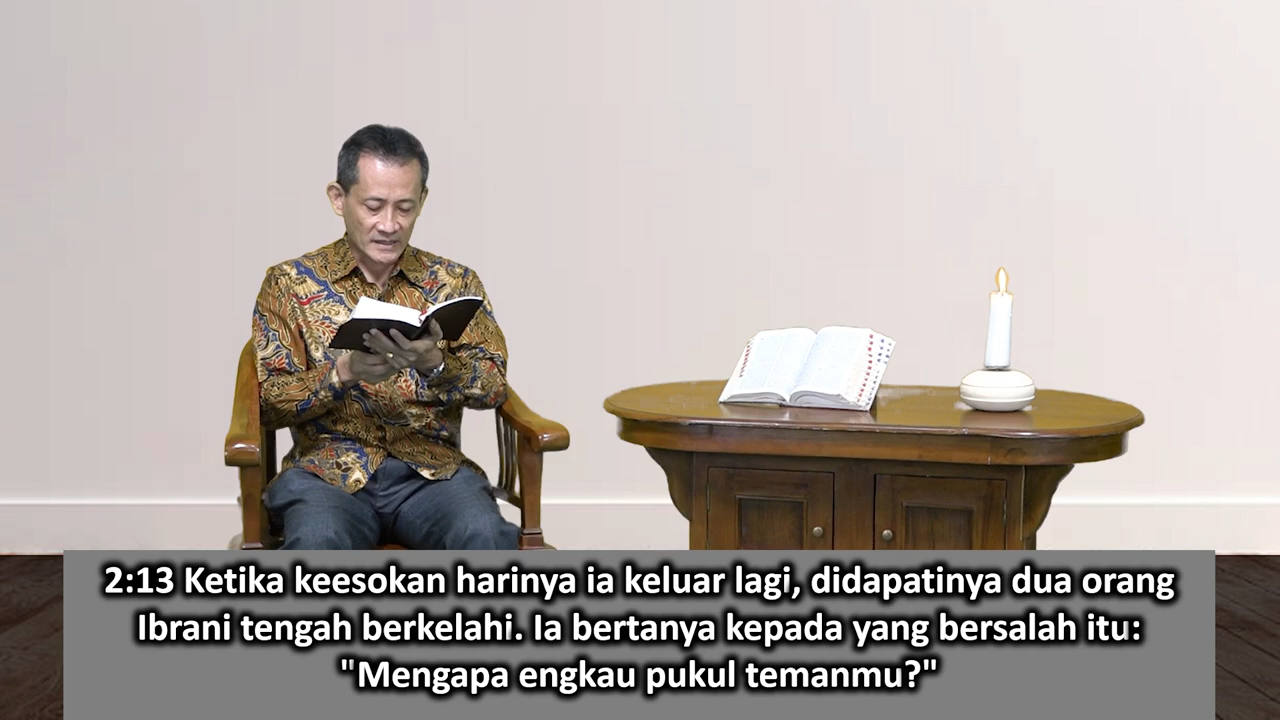 2:13 Ketika keesokan harinya ia keluar lagi, didapatinya dua orang
Ibrani tengah berkelahi. Ia bertanya kepada yang bersalah itu:
"Mengapa engkau pukul temanmu?"